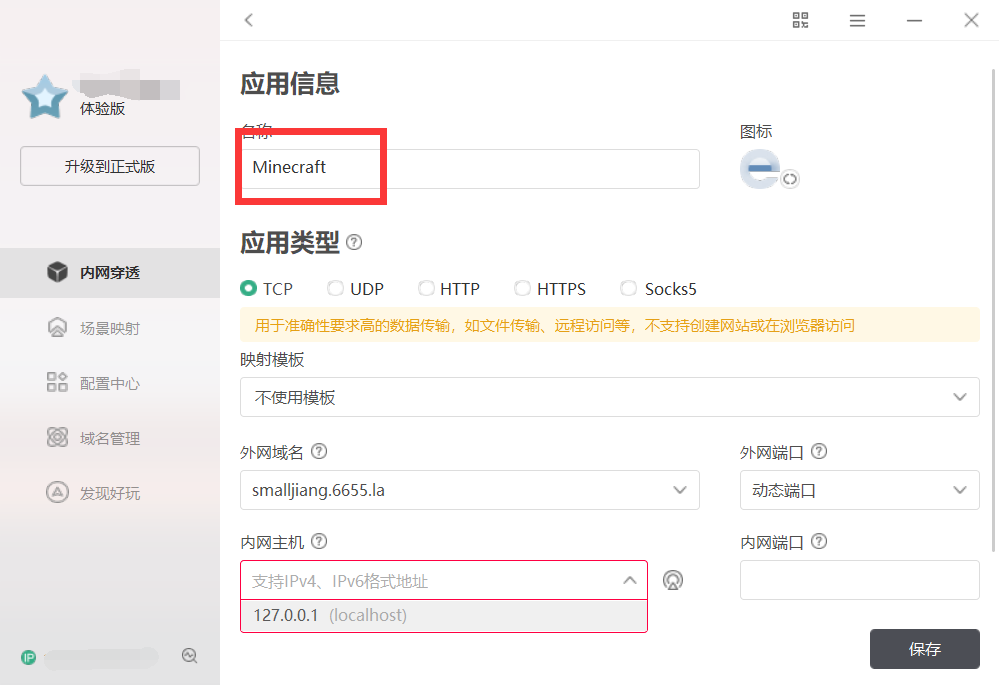 体验版
升级到正式版
内网穿透
场景映射
配置中心
域名管理
发现好玩
IP
应用信息
名称
图标
Minecraft
应用类型 ?
TCP UDP HTTP HTTPS Socks5
用于准确性要求高的数据传输，如文件传输、远程访问等，不支持创建网站或在浏览器访问
映射模板
不使用模板
外网域名 ? 外网端口 ?
smalljiang.6655.la 动态端口
内网主机 ? 内网端口 ?
支持IPv4、IPv6格式地址
127.0.0.1 (localhost)
保存